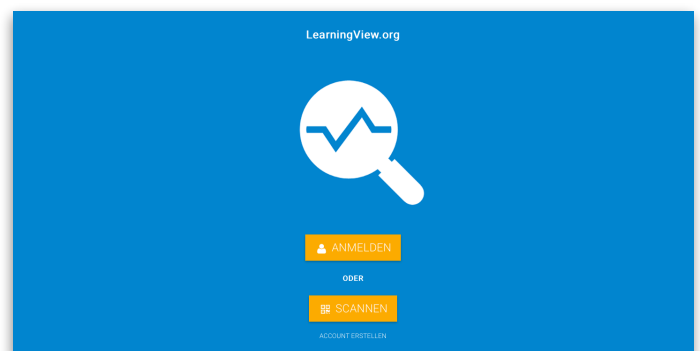 LearningView.org
ANMELDEN
ODER
SCANNEN
ACCOUNT ERSTELLEN